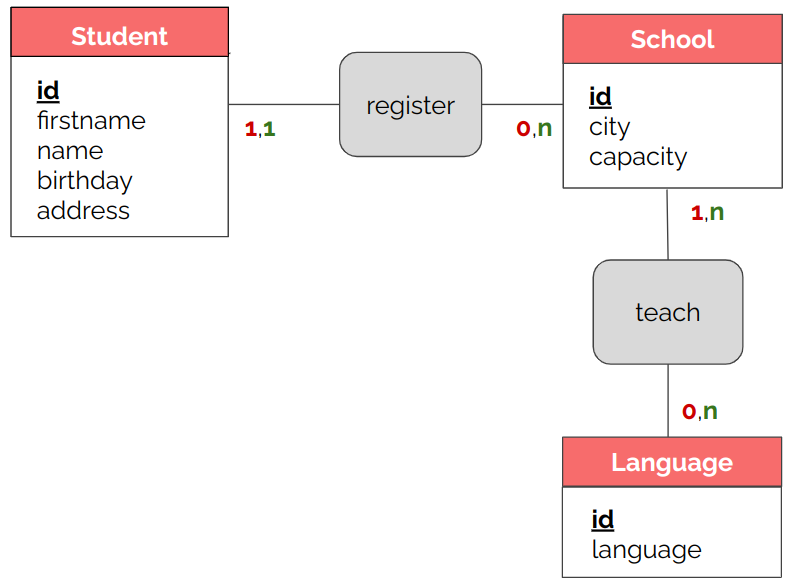 Student
id
firstname
name
birthday
address
1,1
register
0,n
School
id
city
capacity
1,n
teach
0,n
Language
id
language